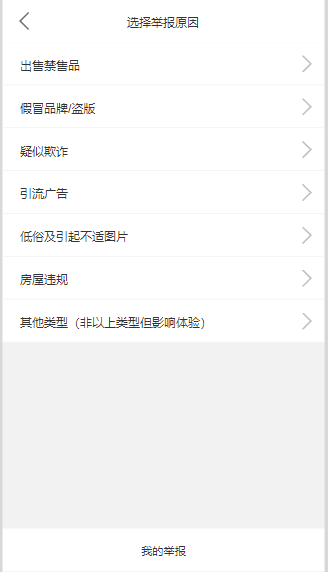 选择举报原因
出售禁售品
假冒品牌/盗版
疑似欺诈
引流广告
低俗及引起不适图片
房屋违规
其他类型（非以上类型但影响体验）
我的举报